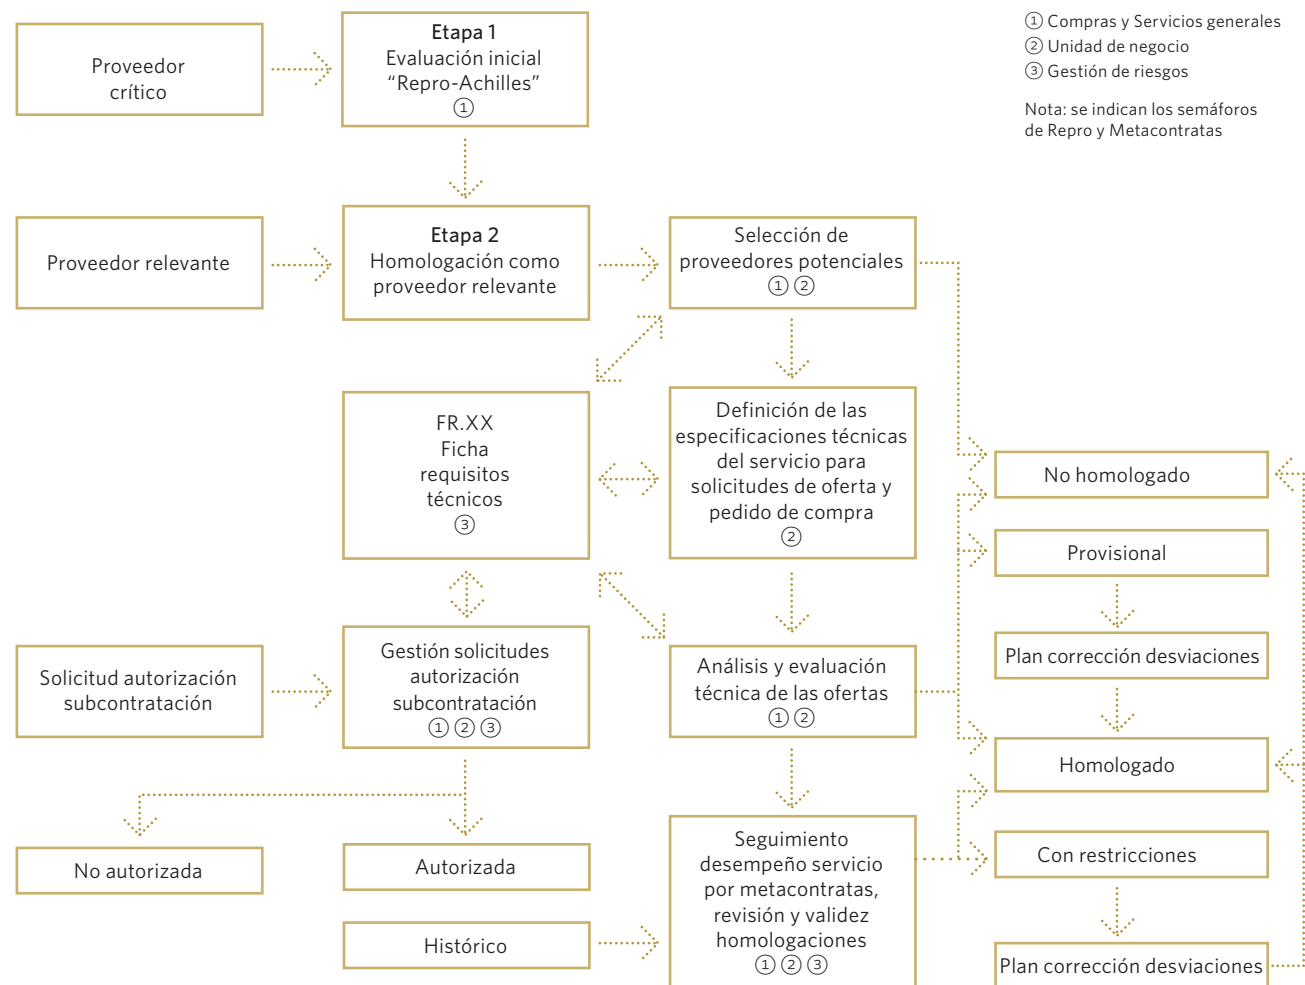 Proveedor
crítico
Etapa 1
Evaluación inicial
“Repro-Achilles”
①
① Compras y Servicios generales
② Unidad de negocio
③ Gestión de riesgos
Nota: se indican los semáforos
de Repro y Metacontratas
Proveedor relevante
Etapa 2
Homologación como
proveedor relevante
Selección de
proveedores potenciales
① ②
FR.XX
Ficha
requisitos
técnicos
③
Definición de las
especificaciones técnicas
del servicio para
solicitudes de oferta y
pedido de compra
②
No homologado
Provisional
Plan corrección desviaciones
Homologado
Con restricciones
Plan corrección desviaciones
Solicitud autorización
subcontratación
Gestión solicitudes
autorización
subcontratación
① ② ③
Análisis y evaluación
técnica de las ofertas
① ②
No autorizada
Autorizada
Histórico
Seguimiento
desempeño servicio
por metacontratas,
revisión y validez
homologaciones
① ② ③